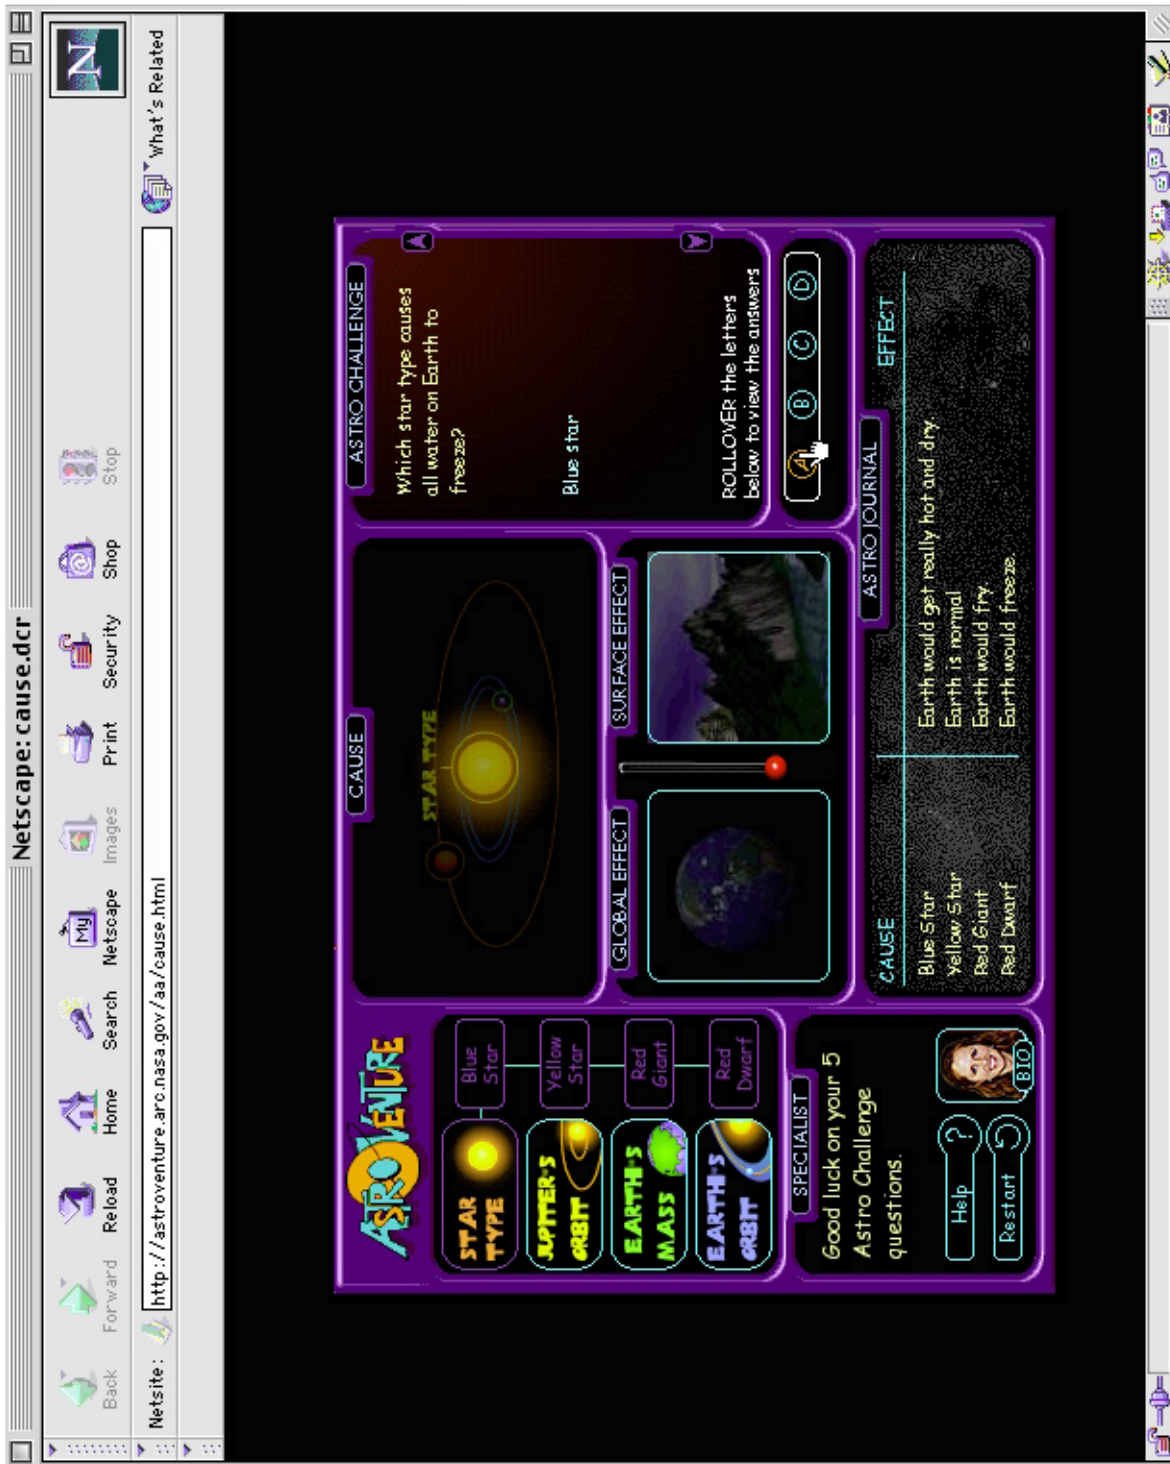 Netscape: cause.dcr
Back
Forward
Reload
Home
Search
My
Netscape
Images
Print
Security
Shop
Stop
N
Netsite:
http://astroventure.arc.nasa.gov/aa/cause.html
What's Related
ASTROVENTURE
STAR
TYPE
JUPITER'S
ORBIT
EARTH'S
MASS
EARTH'S
ORBIT
Blue
Star
Yellow
Star
Red
Giant
Red
Dwarf
CAUSE
STAR TYPE
GLOBAL EFFECT
SURFACE EFFECT
ASTRO CHALLENGE
Which star type causes
all water on Earth to
freeze?
Blue star
ROLLOVER the letters
below to view the answers
A B C D
SPECIALIST
Good luck on your 5
Astro Challenge
questions.
Help ?
Restart
BIO
ASTRO JOURNAL
CAUSE EFFECT
Blue Star Earth would get really hot and dry.
Yellow Star Earth is normal
Red Giant Earth would fry.
Red Dwarf Earth would freeze.